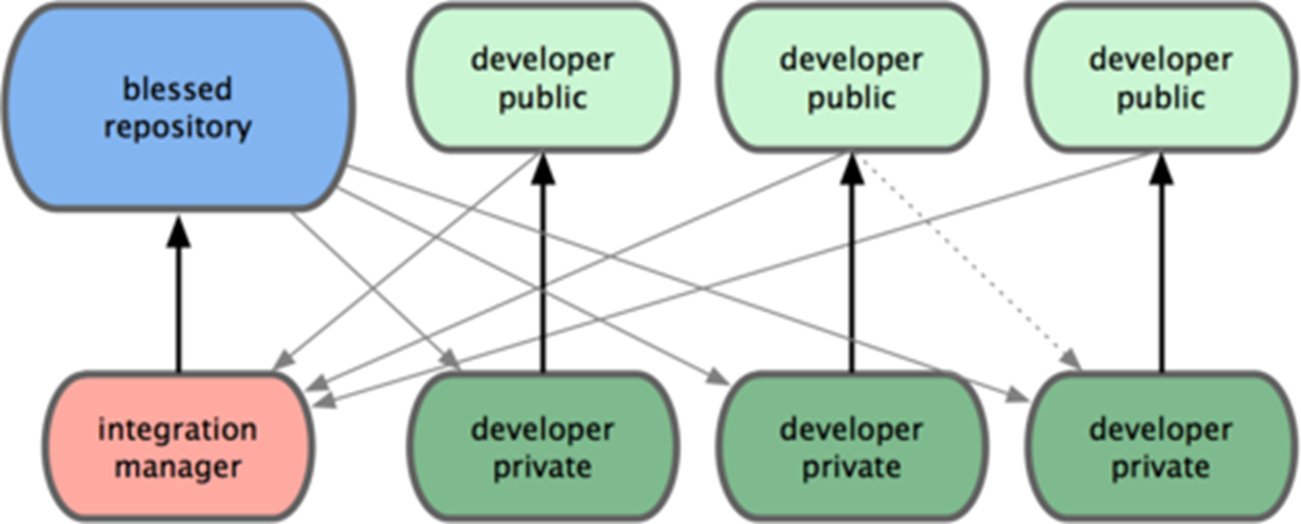 blessed
repository
developer
public
developer
public
developer
public
integration
manager
developer
private
developer
private
developer
private